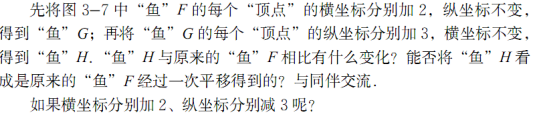 先将图 3-7 中“鱼”F 的每个“顶点”的横坐标分别加 2，纵坐标不变，
得到“鱼”G；再将“鱼”G 的每个“顶点”的纵坐标分别加 3，横坐标不变，
得到“鱼”H．“鱼”H 与原来的“鱼”F 相比有什么变化？能否将“鱼”H 看
成是原来的“鱼”F 经过一次平移得到的？与同伴交流．
如果横坐标分别加 2、纵坐标分别减 3 呢？